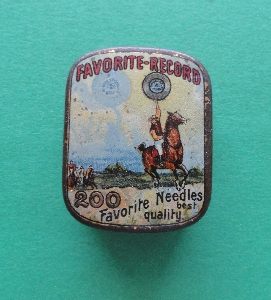 FAVORITE-RECORD
200
Favorite Needles
best
quality